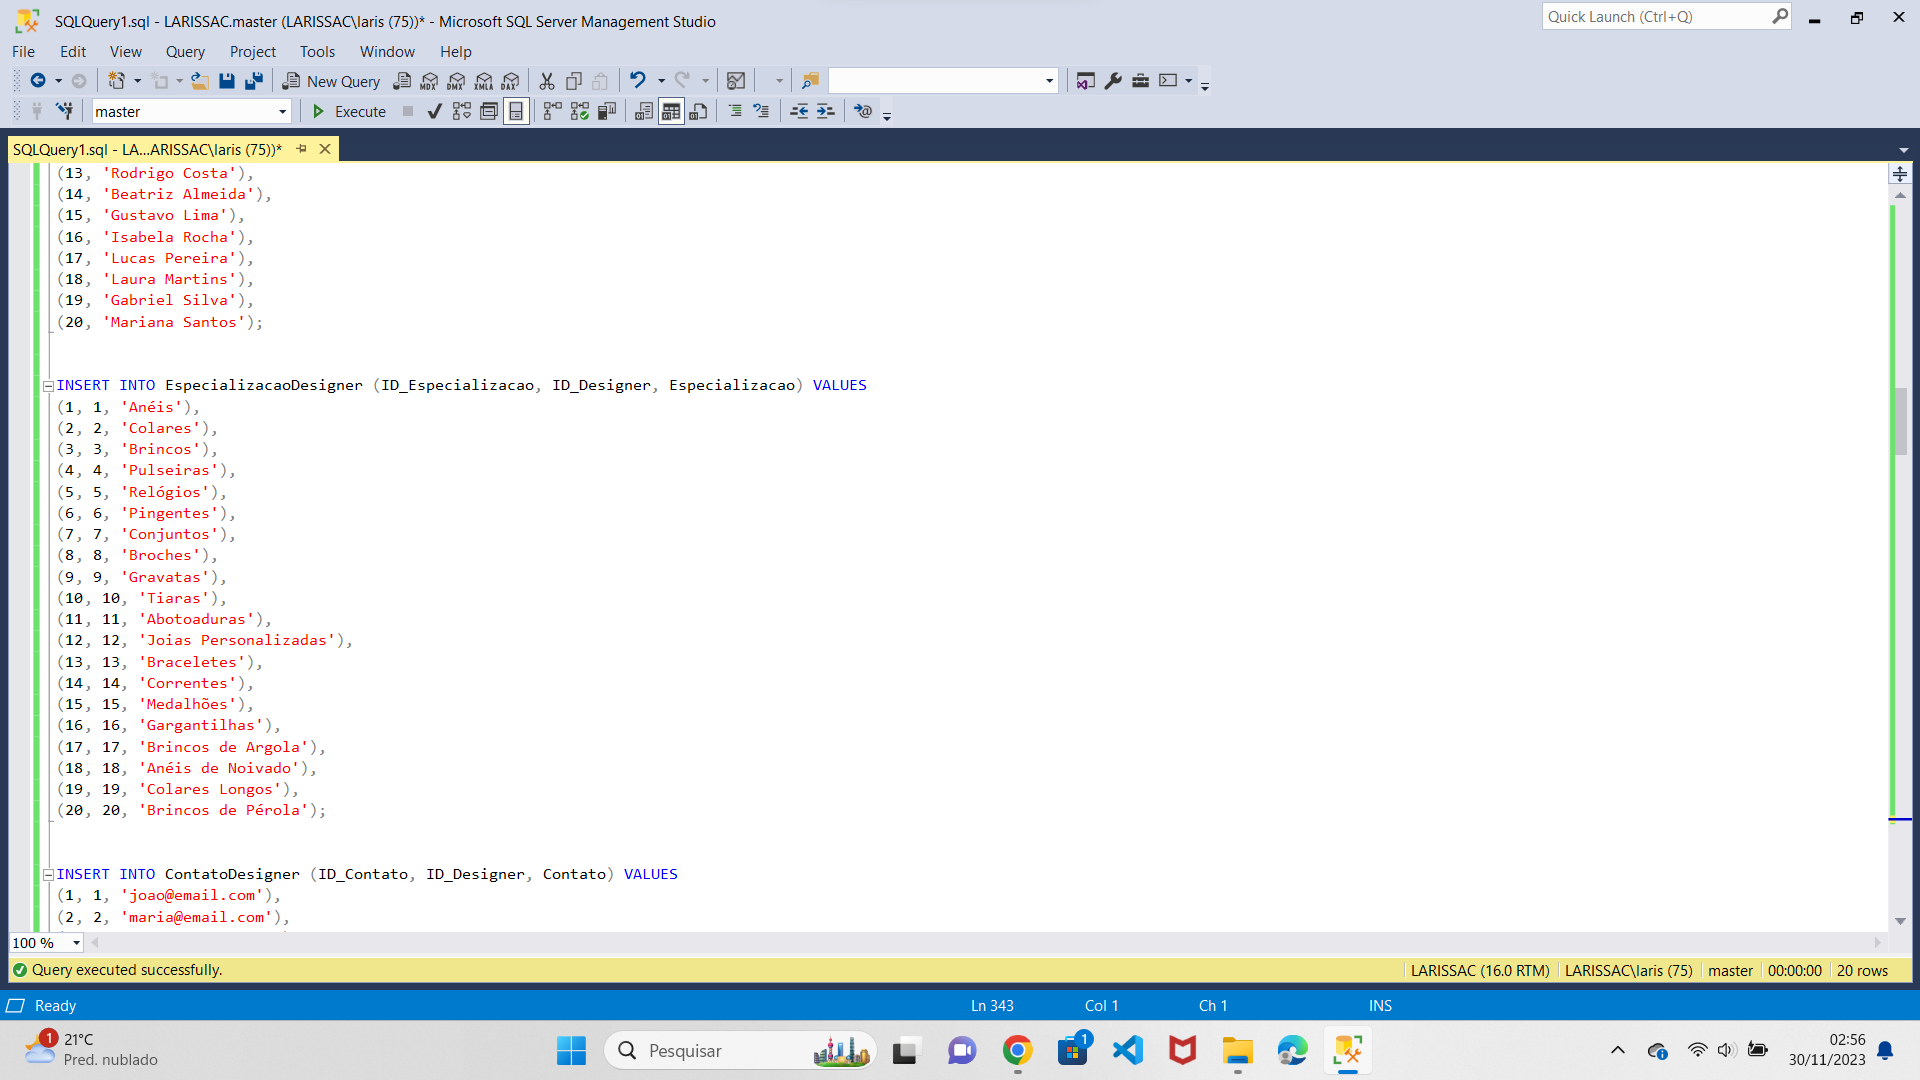 SQLQuery1.sql - LARISSAC.master (LARISSAC\laris (75))* - Microsoft SQL Server Management Studio
Quick Launch (Ctrl+Q)
File Edit View Query Project Tools Window Help
New Query MDX DMX XMLA DAX
master Execute
SQLQuery1.sql - LA...ARISSAC\laris (75))*
(13, 'Rodrigo Costa'),
(14, 'Beatriz Almeida'),
(15, 'Gustavo Lima'),
(16, 'Isabela Rocha'),
(17, 'Lucas Pereira'),
(18, 'Laura Martins'),
(19, 'Gabriel Silva'),
(20, 'Mariana Santos');
INSERT INTO EspecializacaoDesigner (ID_Especializacao, ID_Designer, Especializacao) VALUES
(1, 1, 'Anéis'),
(2, 2, 'Colares'),
(3, 3, 'Brincos'),
(4, 4, 'Pulseiras'),
(5, 5, 'Relógios'),
(6, 6, 'Pingentes'),
(7, 7, 'Conjuntos'),
(8, 8, 'Broches'),
(9, 9, 'Gravatas'),
(10, 10, 'Tiaras'),
(11, 11, 'Abotoaduras'),
(12, 12, 'Joias Personalizadas'),
(13, 13, 'Braceletes'),
(14, 14, 'Correntes'),
(15, 15, 'Medalhões'),
(16, 16, 'Gargantilhas'),
(17, 17, 'Brincos de Argola'),
(18, 18, 'Anéis de Noivado'),
(19, 19, 'Colares Longos'),
(20, 20, 'Brincos de Pérola');
INSERT INTO ContatoDesigner (ID_Contato, ID_Designer, Contato) VALUES
(1, 1, 'joao@email.com'),
(2, 2, 'maria@email.com'),
100 %
Query executed successfully. LARISSAC (16.0 RTM) LARISSAC\laris (75) master 00:00:00 20 rows
Ready Ln 343 Col 1 Ch 1 INS
1 21°C
Pred. nublado
Pesquisar
1
02:56
30/11/2023